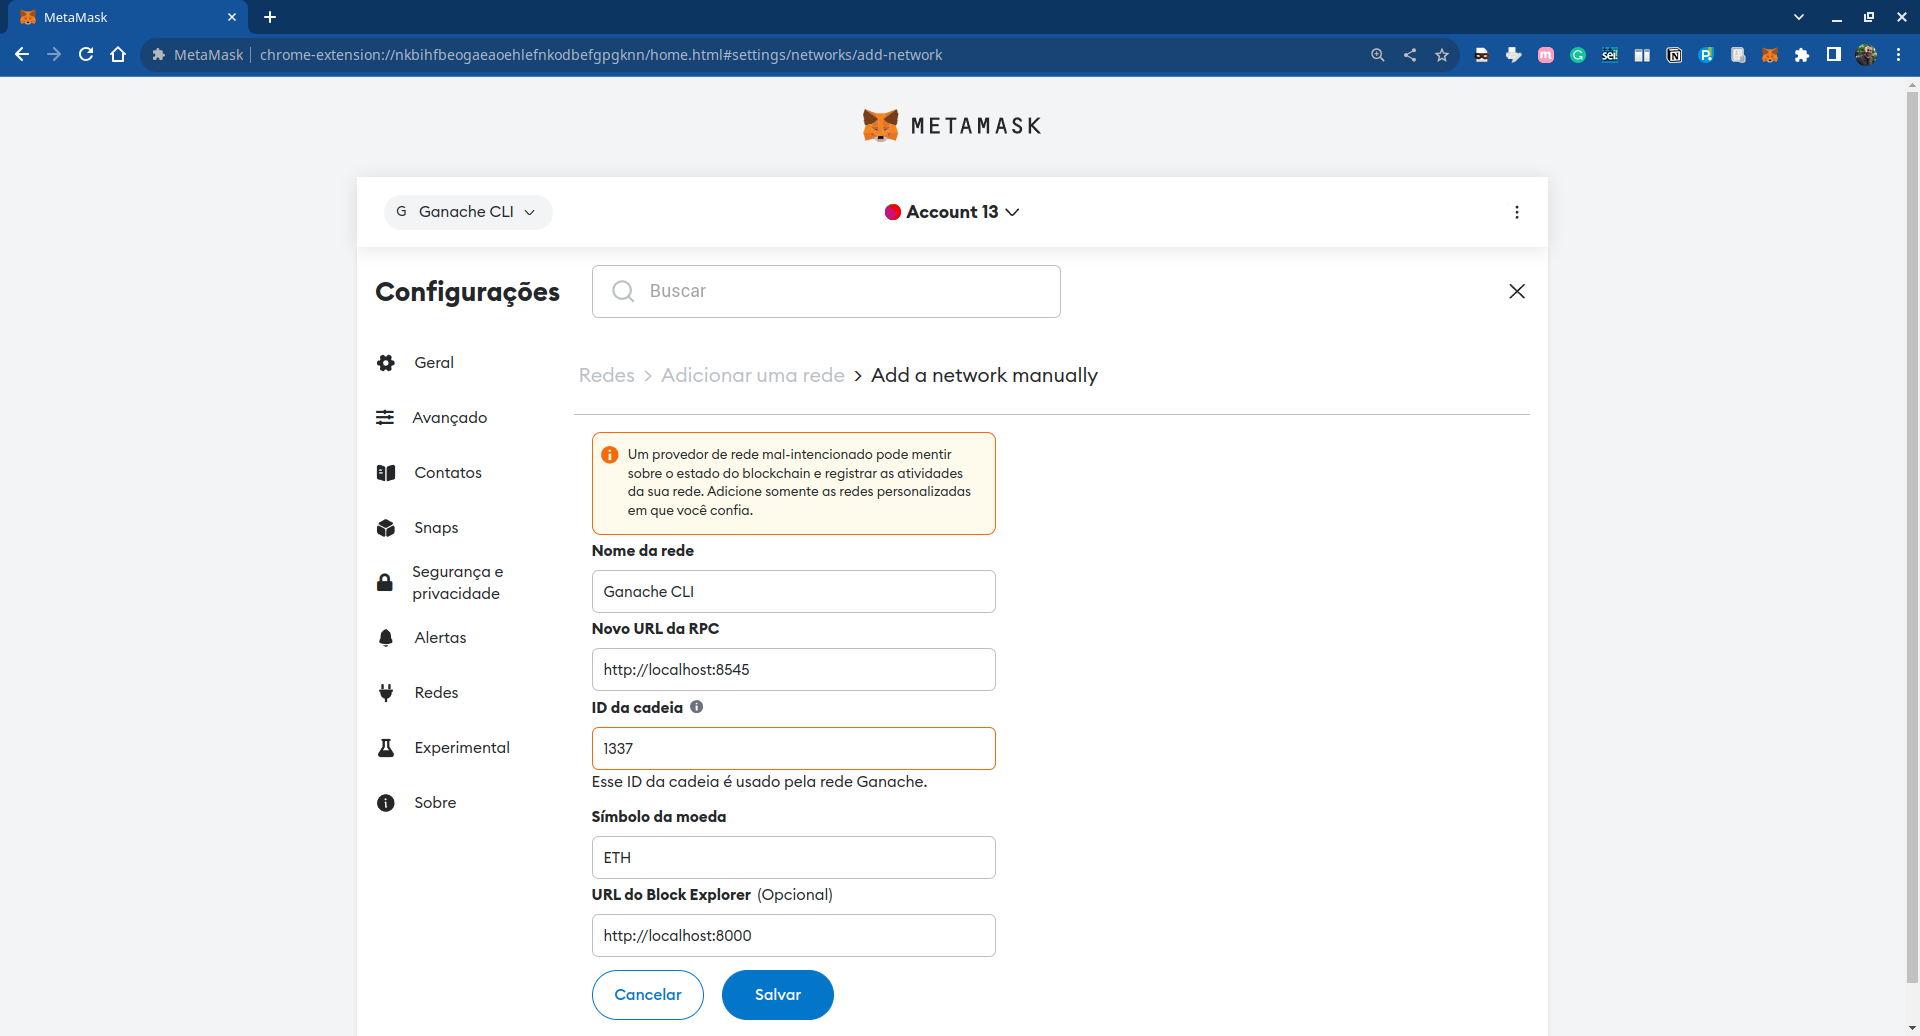 MetaMask
MetaMask
chrome-extension://nkbihfbeogaeaoehlefnkodbefgpgknn/home.html#settings/networks/add-network
METAMASK
G Ganache CLI
Account 13
Configurações
Buscar
Geral
Avançado
Contatos
Snaps
Segurança e
privacidade
Alertas
Redes
Experimental
Sobre
Redes > Adicionar uma rede > Add a network manually
Um provedor de rede mal-intencionado pode mentir
sobre o estado do blockchain e registrar as atividades
da sua rede. Adicione somente as redes personalizadas
em que você confia.
Nome da rede
Ganache CLI
Novo URL da RPC
http://localhost:8545
ID da cadeia
1337
Esse ID da cadeia é usado pela rede Ganache.
Símbolo da moeda
ETH
URL do Block Explorer (Opcional)
http://localhost:8000
Cancelar
Salvar